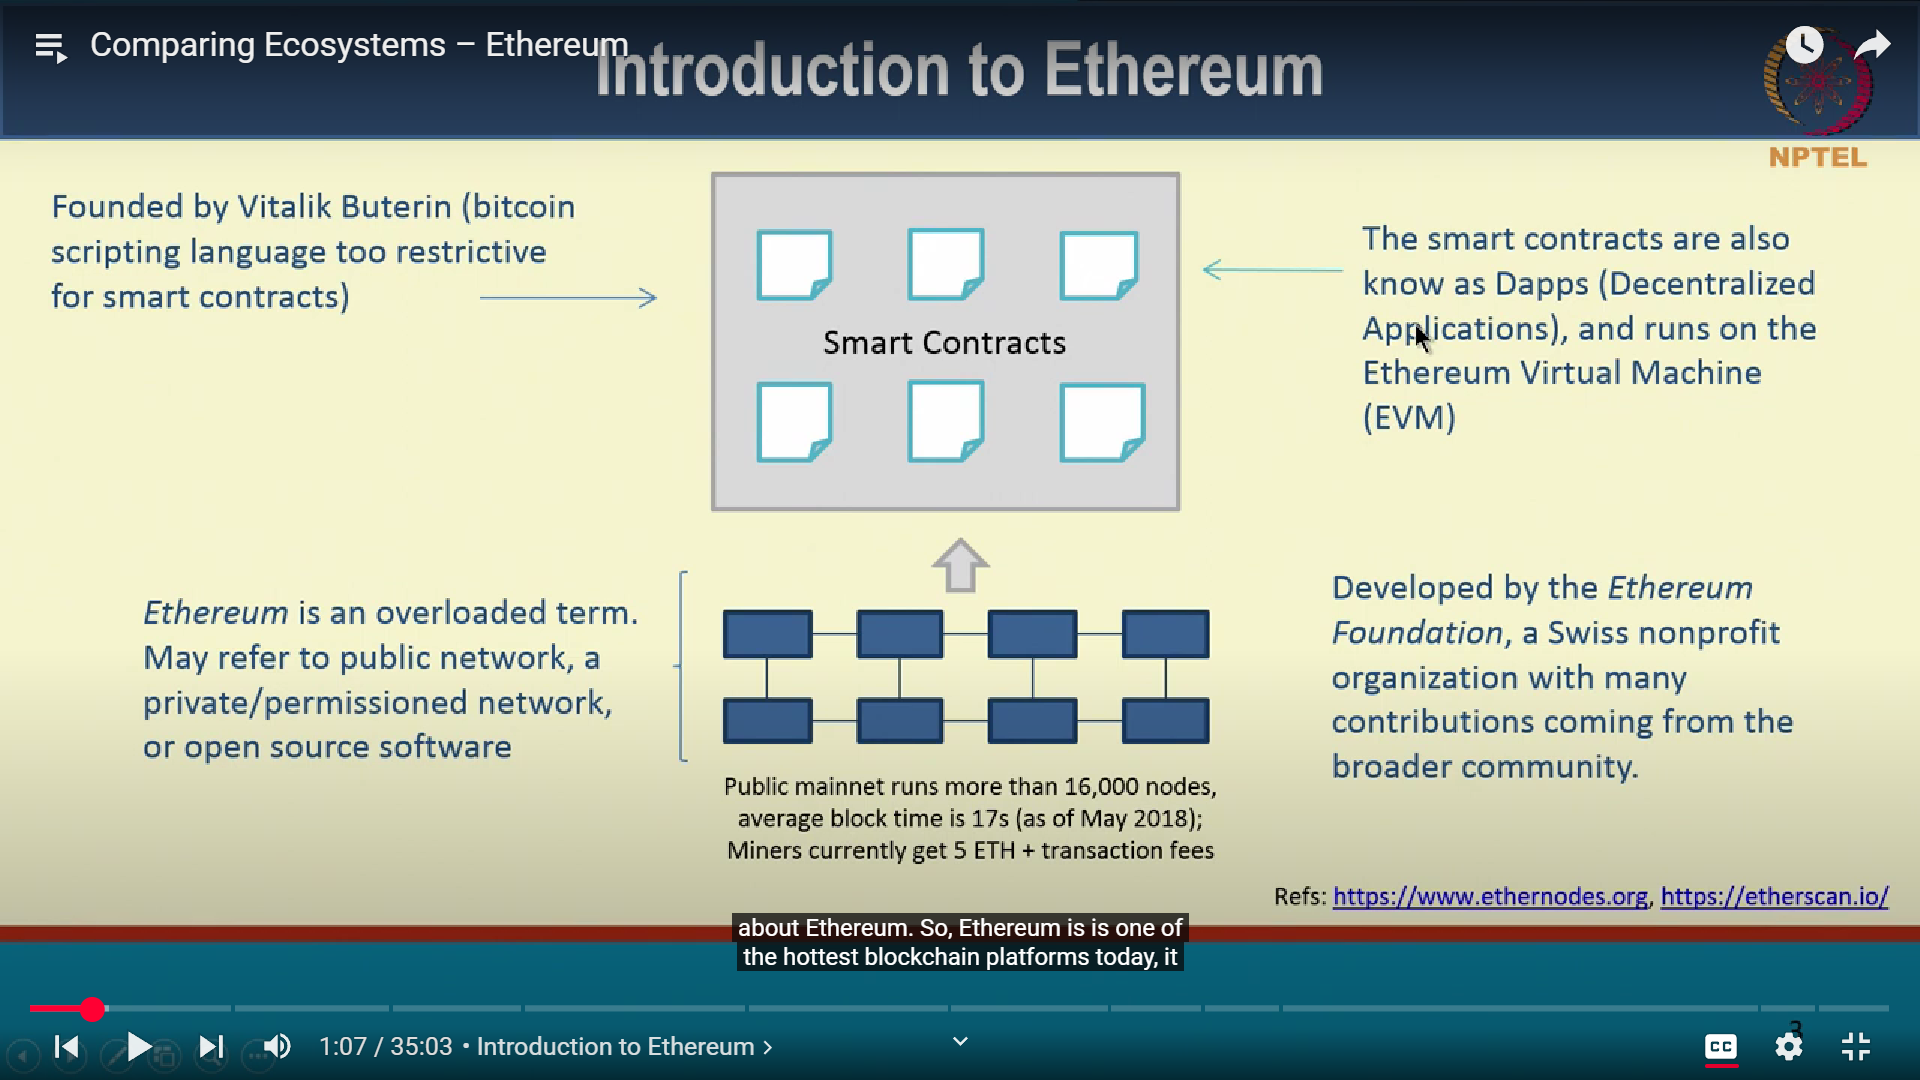 Comparing Ecosystems – Ethereum
Introduction to Ethereum
NPTEL
Founded by Vitalik Buterin (bitcoin
scripting language too restrictive
for smart contracts)
Smart Contracts
The smart contracts are also
know as Dapps (Decentralized
Applications), and runs on the
Ethereum Virtual Machine
(EVM)
Ethereum is an overloaded term.
May refer to public network, a
private/permissioned network,
or open source software
Public mainnet runs more than 16,000 nodes,
average block time is 17s (as of May 2018);
Miners currently get 5 ETH + transaction fees
Developed by the Ethereum
Foundation, a Swiss nonprofit
organization with many
contributions coming from the
broader community.
Refs: https://www.ethernodes.org, https://etherscan.io/
about Ethereum. So, Ethereum is is one of
the hottest blockchain platforms today, it
3
1:07 / 35:03 • Introduction to Ethereum >
CC